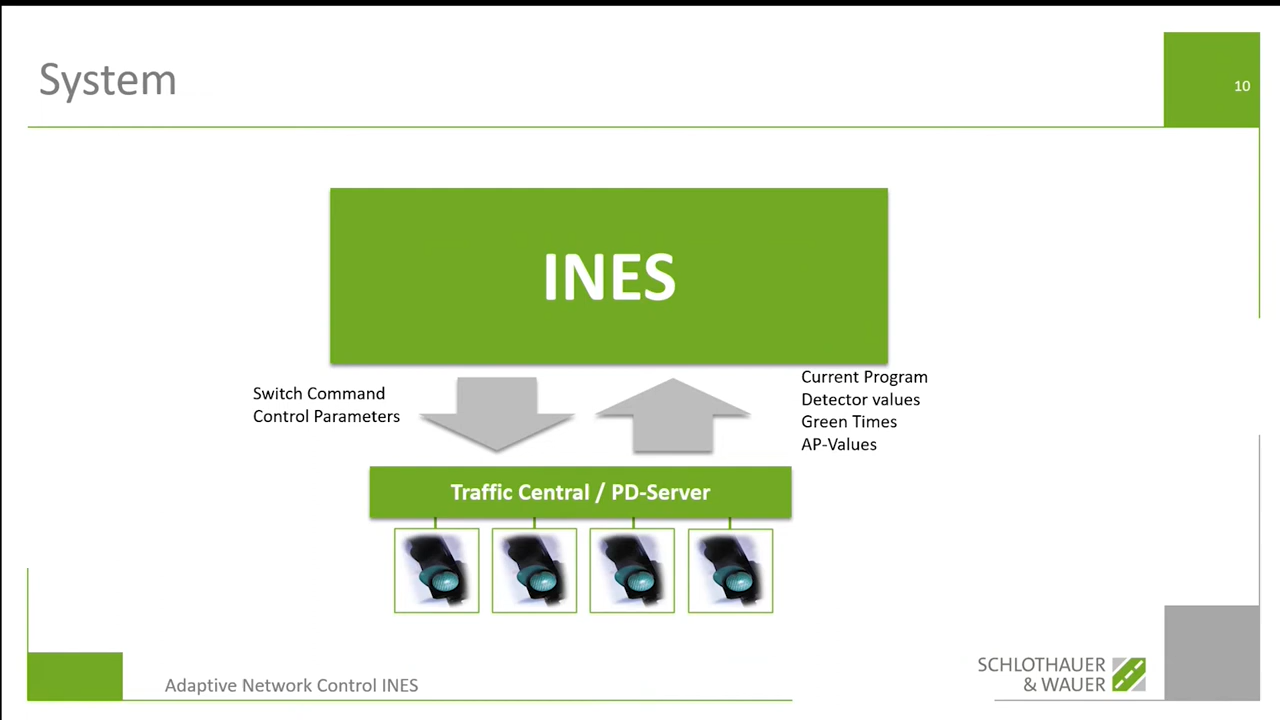 System
10
INES
Switch Command
Control Parameters
Current Program
Detector values
Green Times
AP-Values
Traffic Central / PD-Server
Adaptive Network Control INES
SCHLOTHAUER
& WAUER